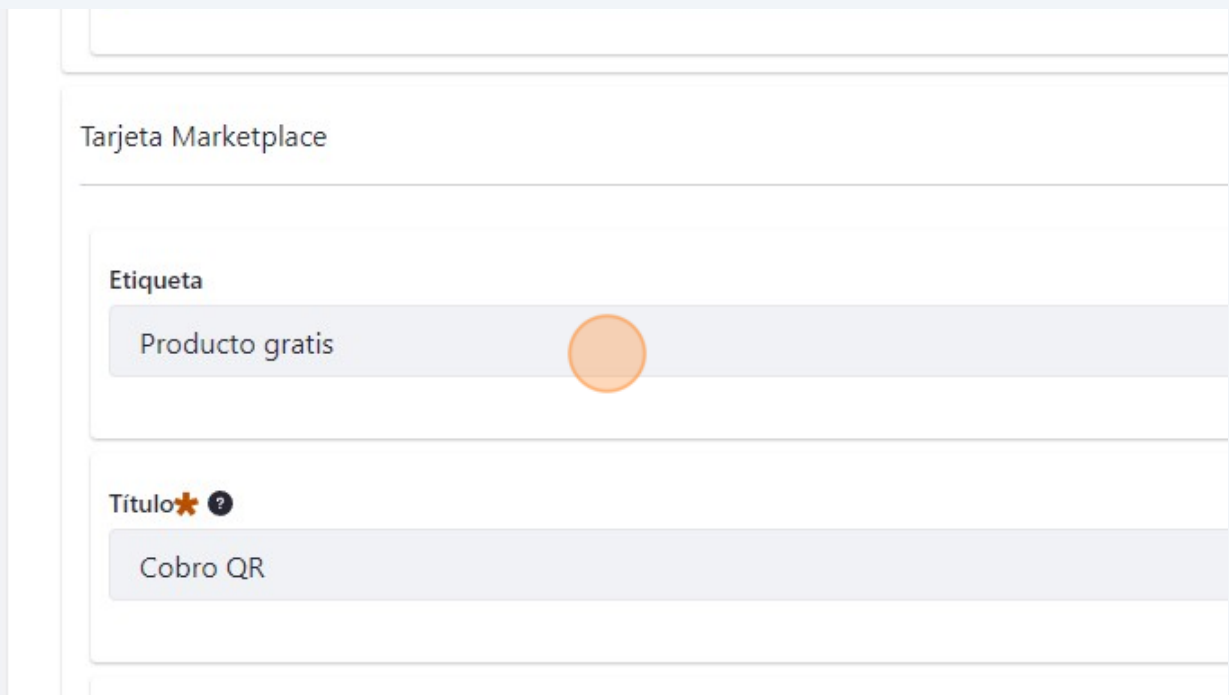 Tarjeta Marketplace
Etiqueta
Producto gratis
Título* ?
Cobro QR